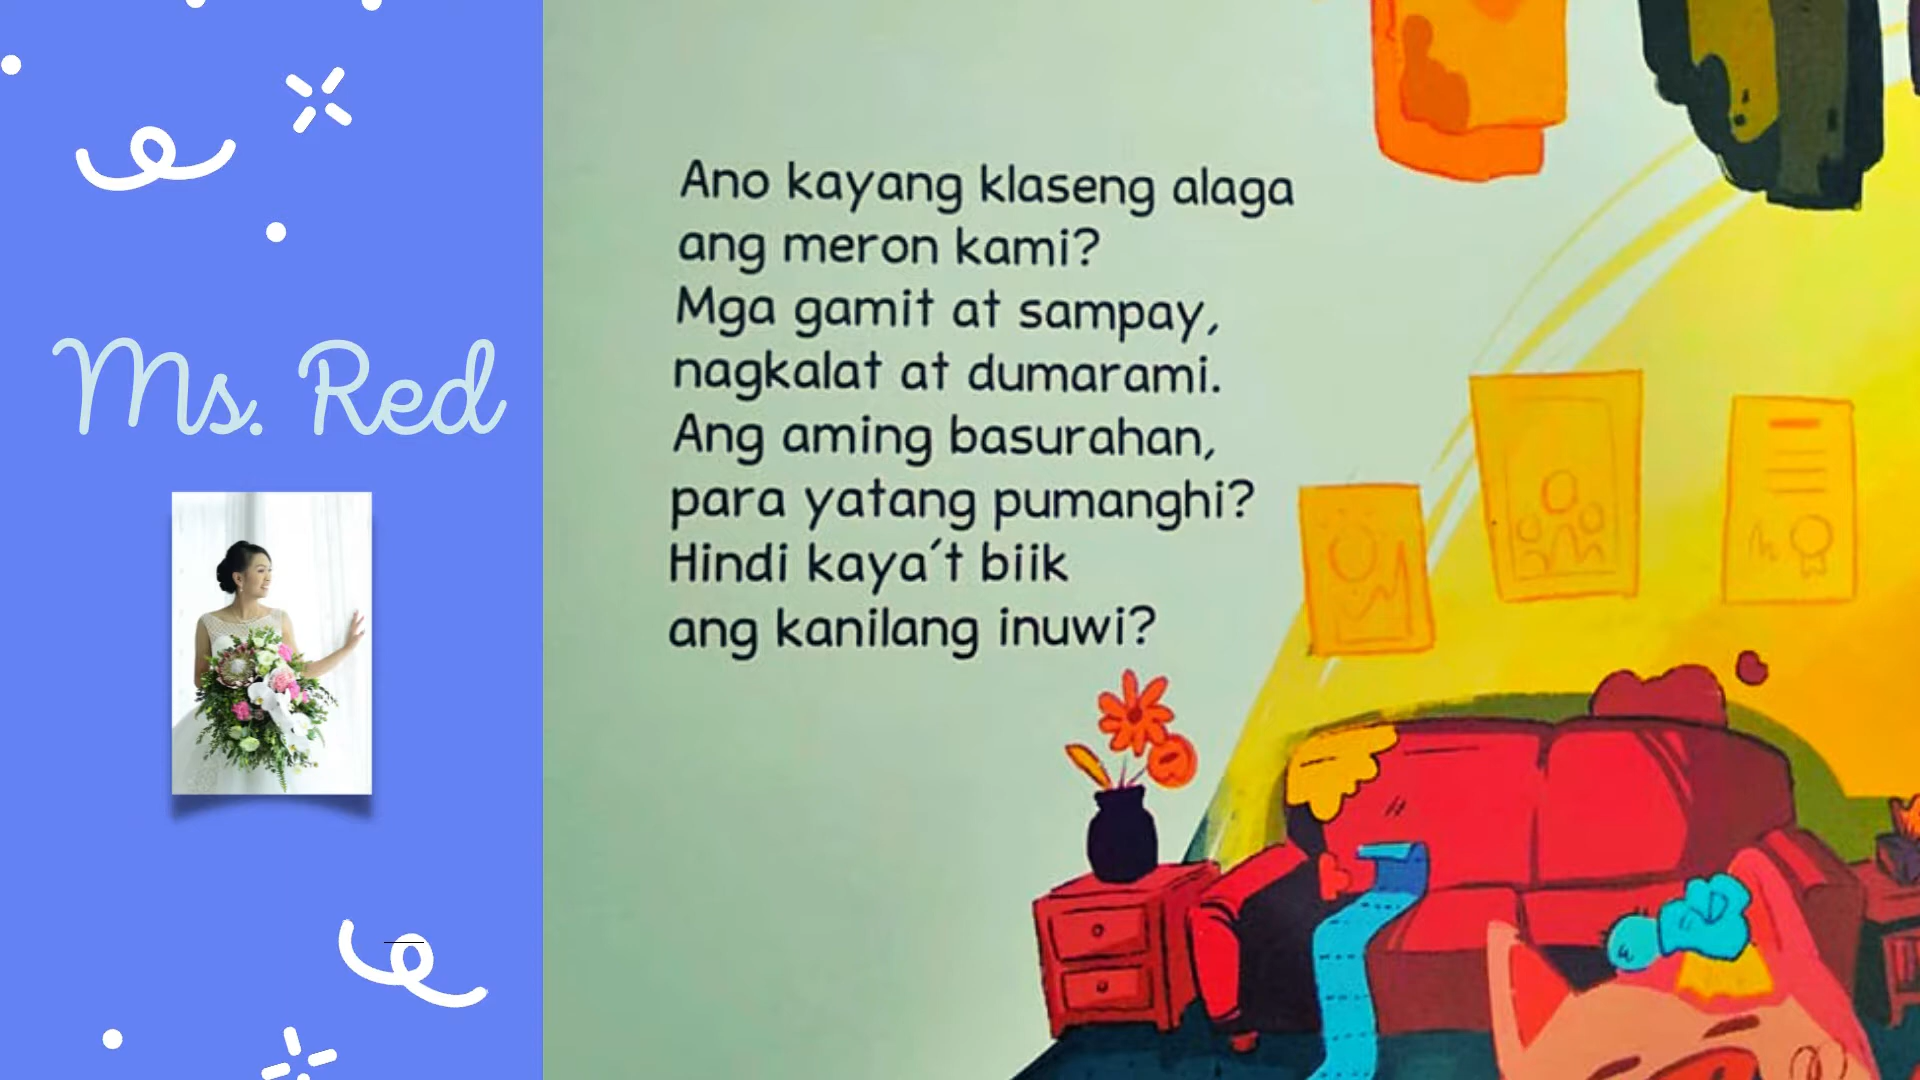 Ms. Red
Ano kayang klaseng alaga
ang meron kami?
Mga gamit at sampay,
nagkalat at dumarami.
Ang aming basurahan,
para yatang pumanghi?
Hindi kaya't biik
ang kanilang inuwi?